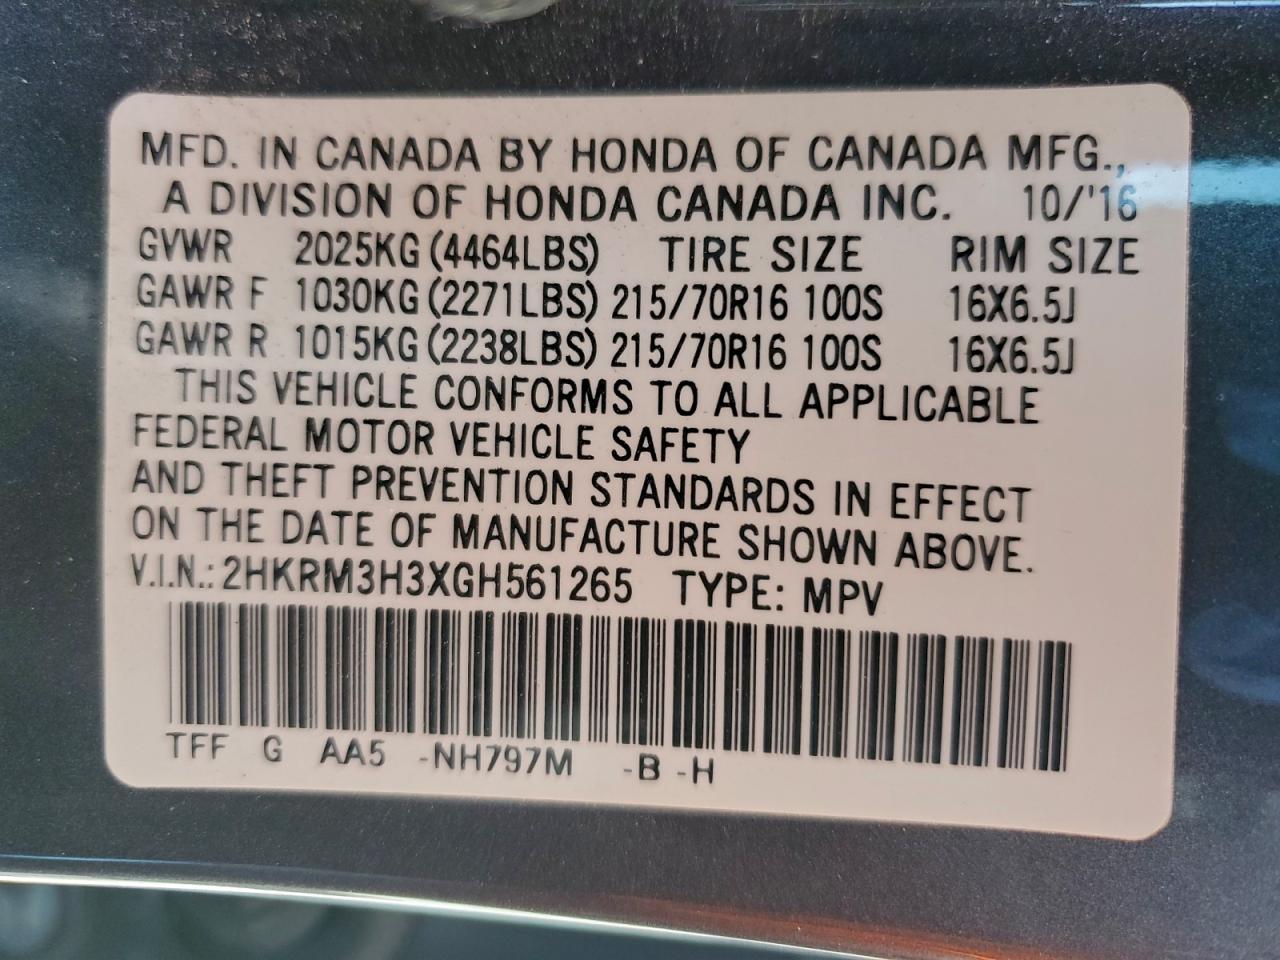 MFD. IN CANADA BY HONDA OF CANADA MFG.,
A DIVISION OF HONDA CANADA INC. 10/'16
GVWR 2025KG (4464LBS) TIRE SIZE RIM SIZE
GAWR F 1030KG (2271LBS) 215/70R16 100S 16X6.5J
GAWR R 1015KG (2238LBS) 215/70R16 100S 16X6.5J
THIS VEHICLE CONFORMS TO ALL APPLICABLE
FEDERAL MOTOR VEHICLE SAFETY
AND THEFT PREVENTION STANDARDS IN EFFECT
ON THE DATE OF MANUFACTURE SHOWN ABOVE.
V.I.N.: 2HKRM3H3XGH561265 TYPE: MPV
TFF G AA5 -NH797M -B -H